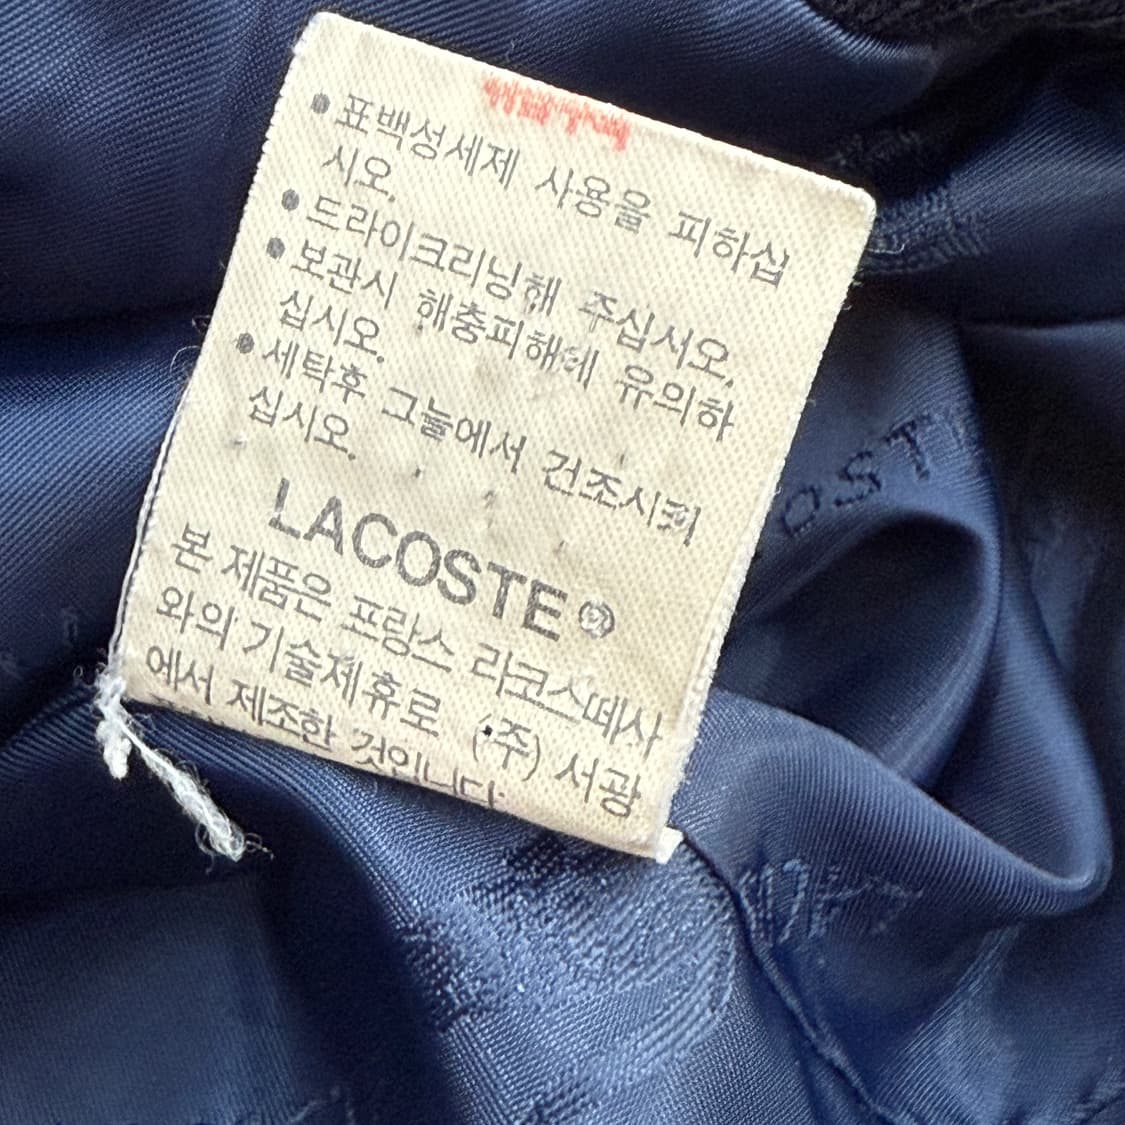 • 표백성세제 사용을 피하십
시오.
• 드라이크리닝해 주십시오.
• 보관시 해충피해에 유의하
십시오.
• 세탁후 그늘에서 건조시켜
십시오.
LACOSTE ®
본 제품은 프랑스 라코스떼사
와의 기술제휴로 (주) 서광
에서 제조한 것입니다.
OST